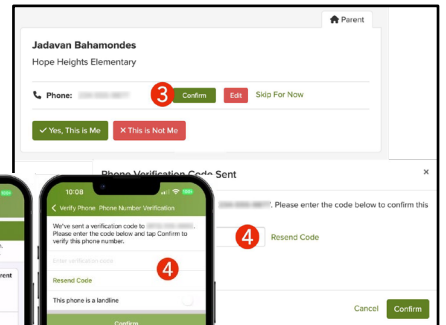 Parent
Jadavan Bahamondes
Hope Heights Elementary
Phone:
3
Confirm
Edit
Skip For Now
✓ Yes, This is Me
X This is Not Me
Phone Verification Code Sent
×
. Please enter the code below to confirm this
4
Resend Code
Cancel
Confirm
10:08
Verify Phone Phone Number Verification
We've sent a verification code to
Please enter the code below and tap Confirm to
verify this phone number.
Enter verification code
4
Resend Code
This phone is a landline
Confirm